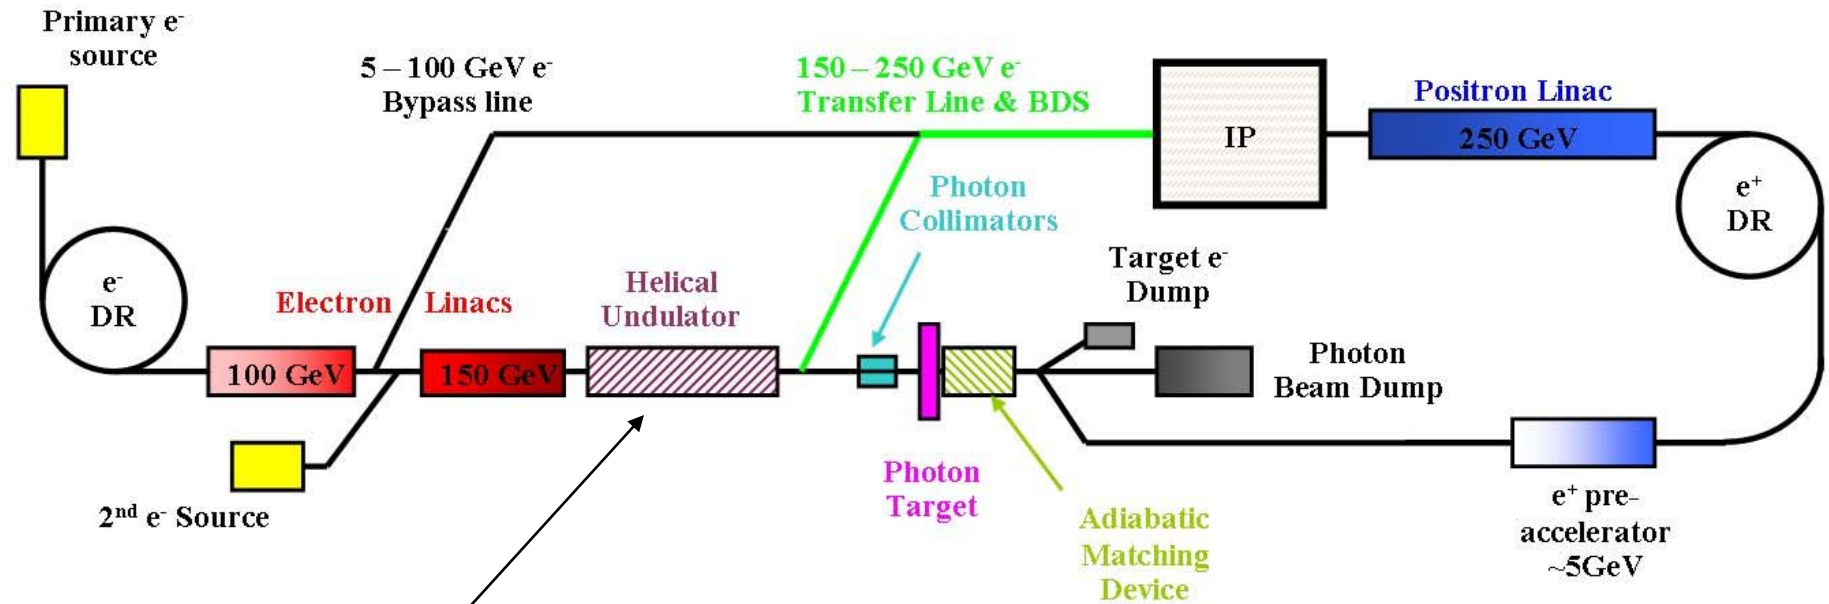 Primary e-
source
5 – 100 GeV e-
Bypass line
150 – 250 GeV e-
Transfer Line & BDS
IP
Positron Linac
250 GeV
e+
DR
Photon
Collimators
Target e-
Dump
e-
DR
Electron Linacs
Helical
Undulator
100 GeV
150 GeV
Photon
Beam Dump
2nd e- Source
Photon
Target
Adiabatic
Matching
Device
e+ pre-
accelerator
~5GeV